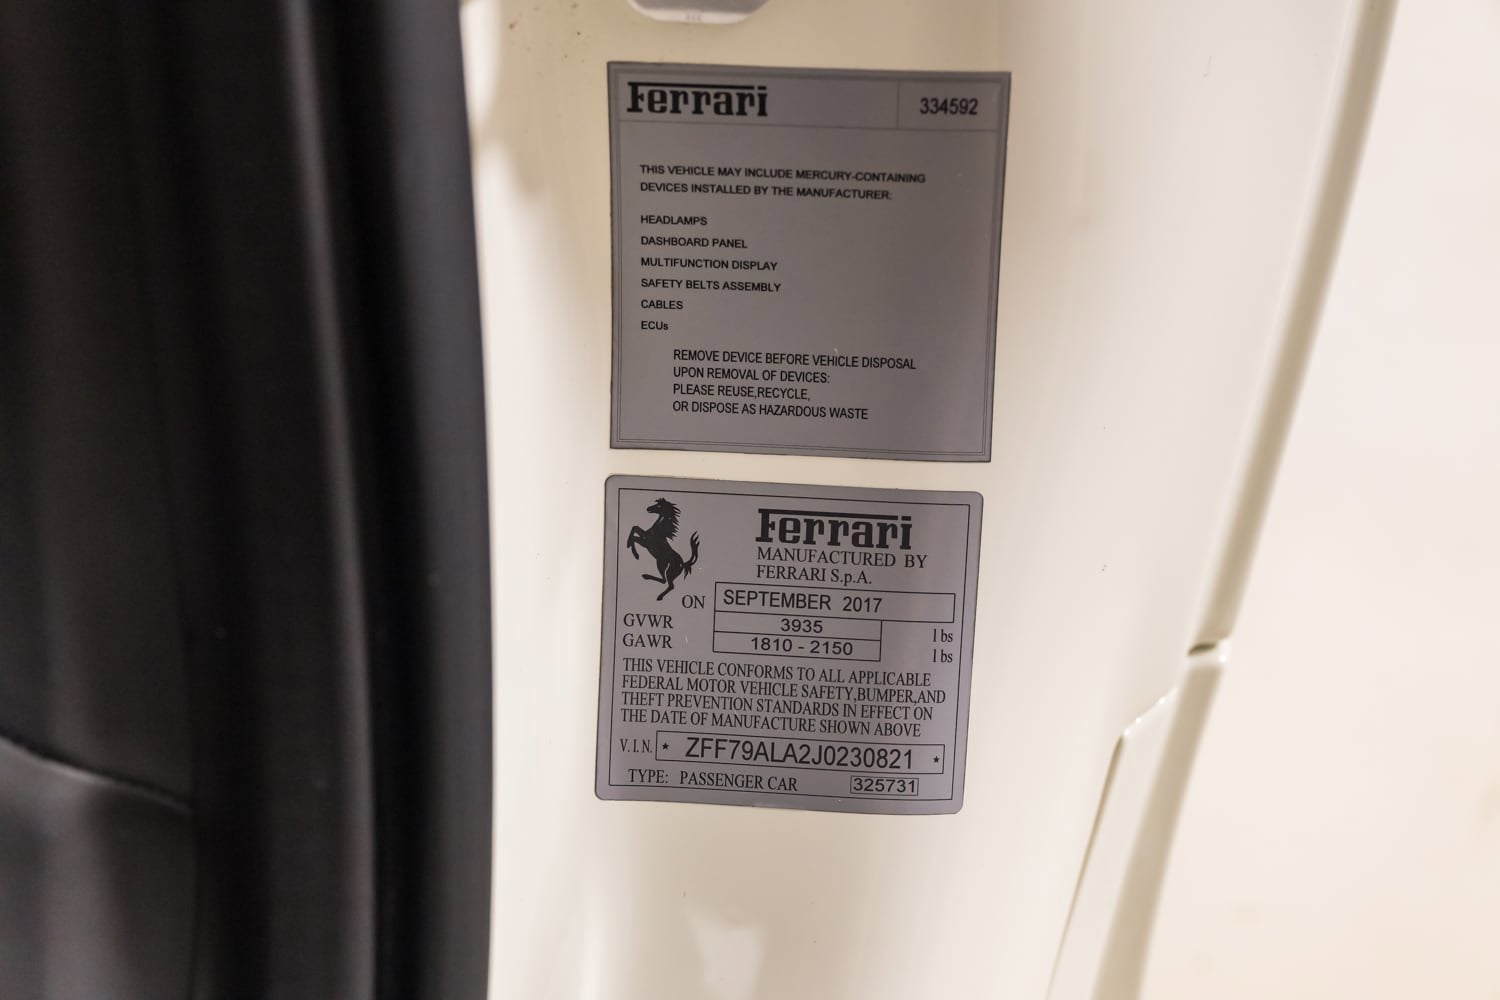 Ferrari 334592
THIS VEHICLE MAY INCLUDE MERCURY-CONTAINING
DEVICES INSTALLED BY THE MANUFACTURER:
HEADLAMPS
DASHBOARD PANEL
MULTIFUNCTION DISPLAY
SAFETY BELTS ASSEMBLY
CABLES
ECUs
REMOVE DEVICE BEFORE VEHICLE DISPOSAL
UPON REMOVAL OF DEVICES:
PLEASE REUSE,RECYCLE,
OR DISPOSE AS HAZARDOUS WASTE
Ferrari
MANUFACTURED BY
FERRARI S.p.A.
ON SEPTEMBER 2017
GVWR 3935 lbs
GAWR 1810 - 2150 lbs
THIS VEHICLE CONFORMS TO ALL APPLICABLE
FEDERAL MOTOR VEHICLE SAFETY,BUMPER,AND
THEFT PREVENTION STANDARDS IN EFFECT ON
THE DATE OF MANUFACTURE SHOWN ABOVE
V.I.N. * ZFF79ALA2J0230821 *
TYPE: PASSENGER CAR 325731